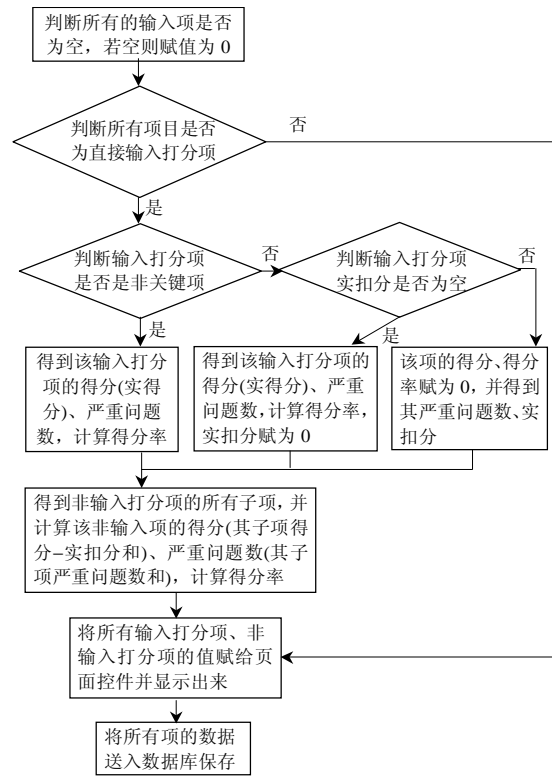 判断所有的输入项是否
为空，若空则赋值为 0
判断所有项目是否
为直接输入打分项
否
是
判断输入打分项
是否是非关键项
否
判断输入打分项
实扣分是否为空
否
是
是
得到该输入打分
项的得分(实得
分)、严重问题
数，计算得分率
得到该输入打分项的
得分(实得分)、严重
问题数，计算得分率，
实扣分赋为 0
该项的得分、得分
率赋为 0，并得到
其严重问题数、实
扣分
得到非输入打分项的所有子项，并
计算该非输入项的得分(其子项得
分−实扣分和)、严重问题数(其子
项严重问题数和)，计算得分率
将所有输入打分项、非
输入打分项的值赋给页
面控件并显示出来
将所有项的数据
送入数据库保存